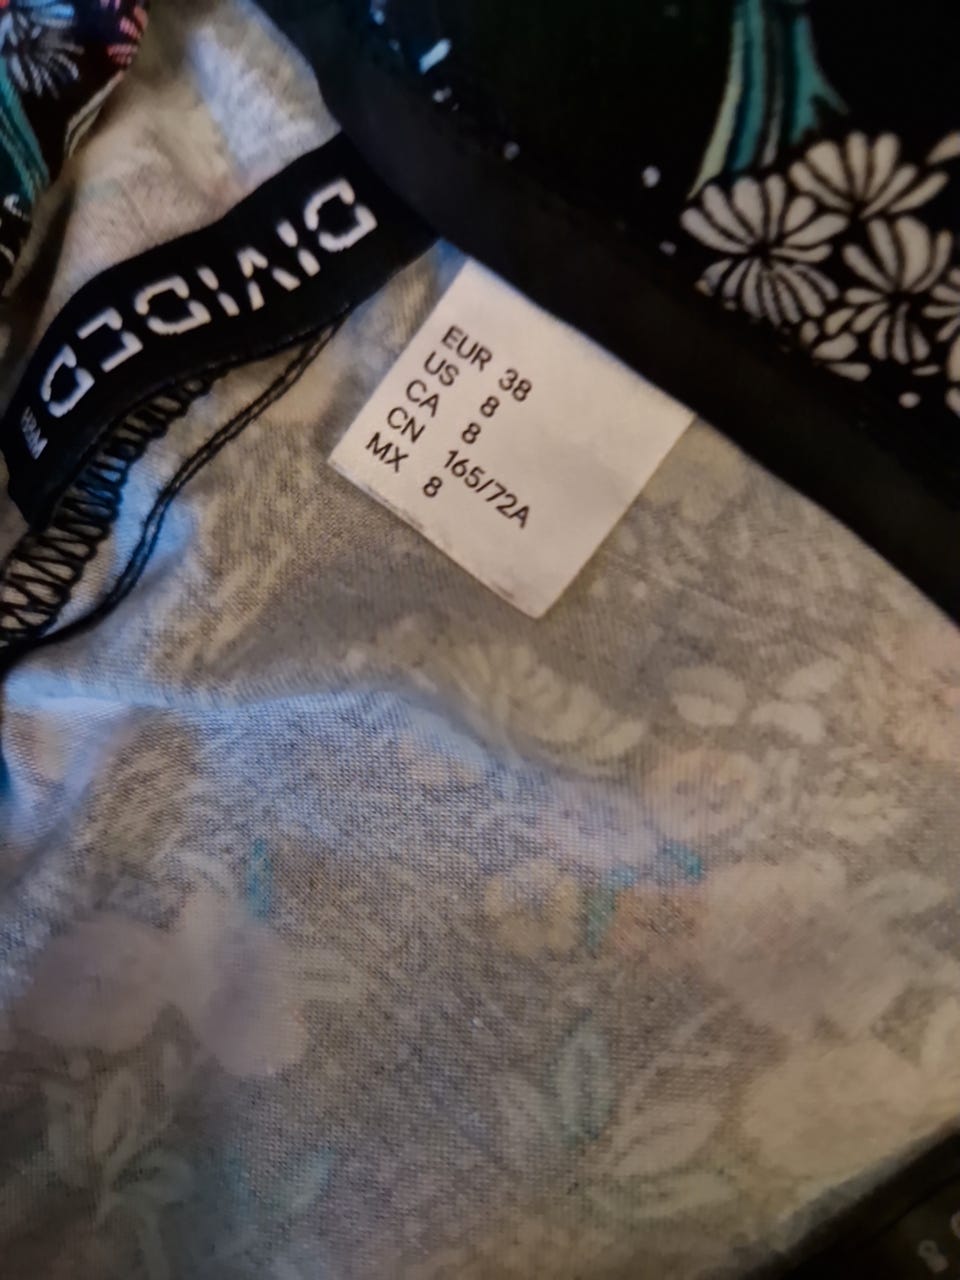 DIVIDED
H&M
EUR 38
US 8
CA 8
CN 165/72A
MX 8